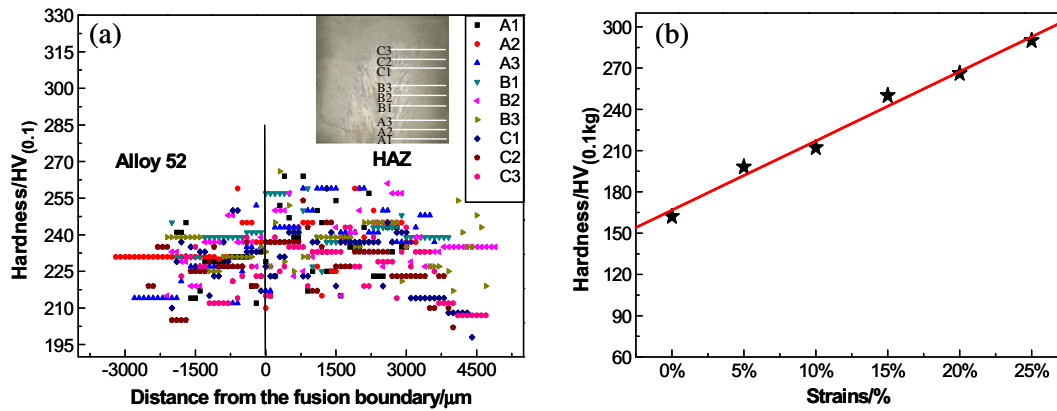 (a)
Hardness/HV(0.1)
330
315
300
285
270
255
240
225
210
195
Alloy 52
HAZ
C3
C2
C1
B3
B2
B1
A3
A2
A1
A1
A2
A3
B1
B2
B3
C1
C2
C3
-3000 -1500 0 1500 3000 4500
Distance from the fusion boundary/μm
(b)
Hardness/HV(0.1kg)
300
270
240
210
180
150
120
90
60
0% 5% 10% 15% 20% 25%
Strains/%